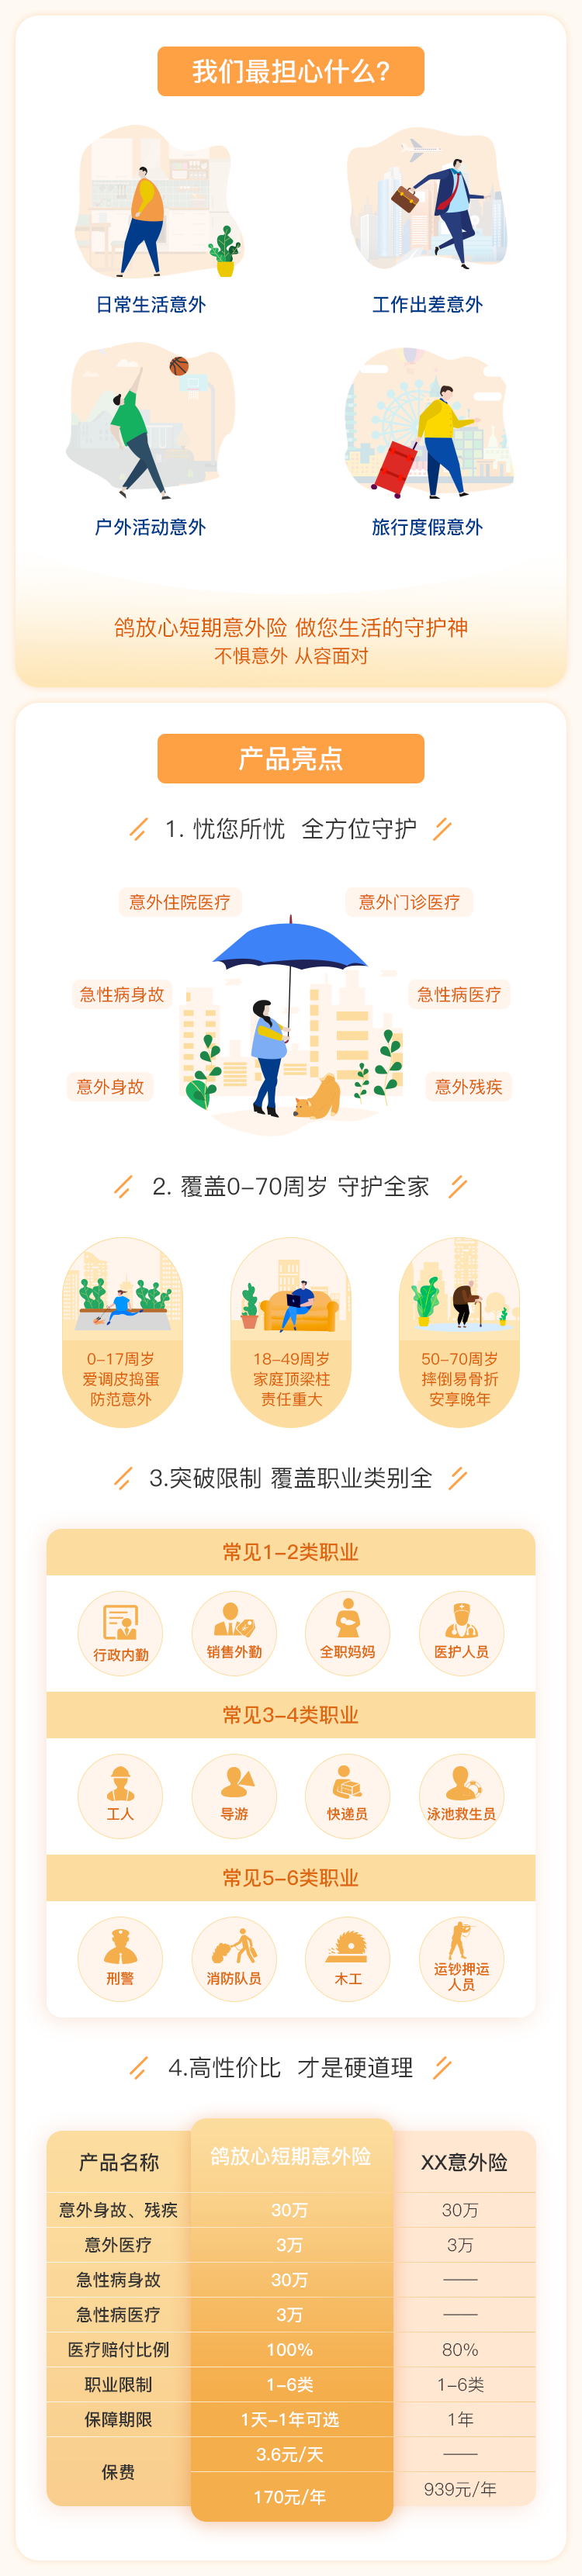 我们最担心什么?
日常生活意外
工作出差意外
户外活动意外
旅行度假意外
鸽放心短期意外险 做您生活的守护神
不惧意外 从容面对
产品亮点
1. 忧您所忧 全方位守护
意外住院医疗
意外门诊医疗
急性病身故
急性病医疗
意外身故
意外残疾
2. 覆盖0-70周岁 守护全家
0-17周岁
爱调皮捣蛋
防范意外
18-49周岁
家庭顶梁柱
责任重大
50-70周岁
摔倒易骨折
安享晚年
3.突破限制 覆盖职业类别全
常见1-2类职业
行政内勤
销售外勤
全职妈妈
医护人员
常见3-4类职业
工人
导游
快递员
泳池救生员
常见5-6类职业
刑警
消防队员
木工
运钞押运
人员
4.高性价比 才是硬道理
产品名称 鸽放心短期意外险 XX意外险
意外身故、残疾 30万 30万
意外医疗 3万 3万
急性病身故 30万 ——
急性病医疗 3万 ——
医疗赔付比例 100% 80%
职业限制 1-6类 1-6类
保障期限 1天-1年可选 1年
保费 3.6元/天 ——
170元/年 939元/年